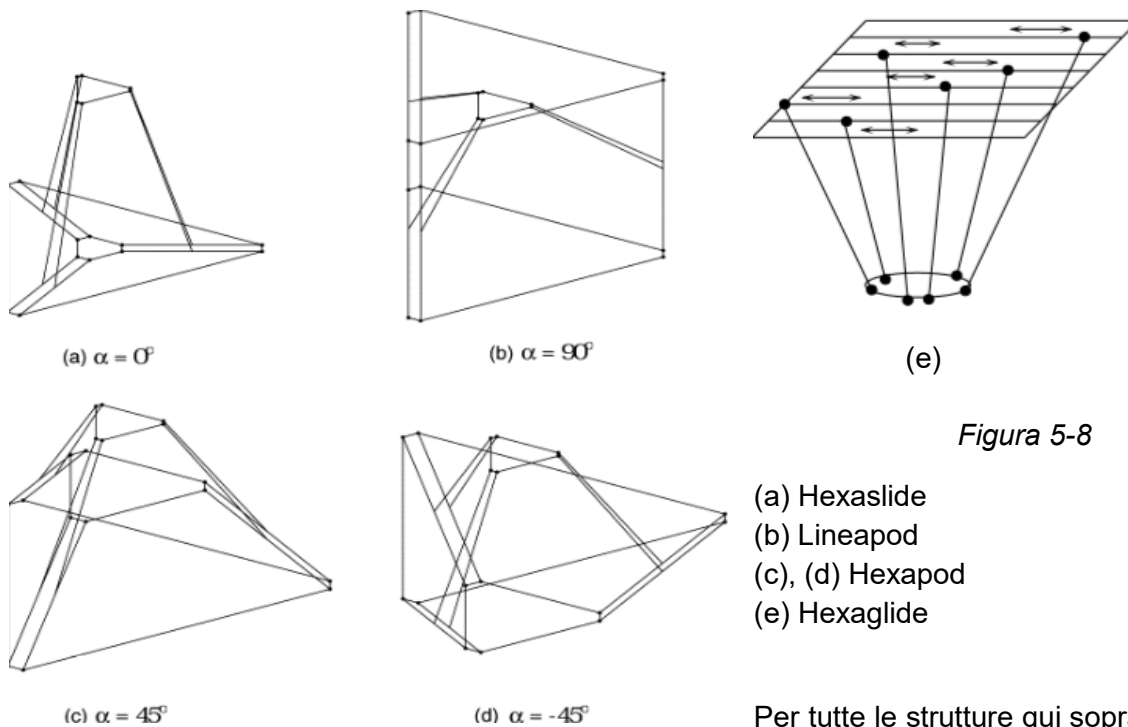 (a) α = 0°
(b) α = 90°
(e)
Figura 5-8
(a) Hexaslide
(b) Lineapod
(c), (d) Hexapod
(e) Hexaglide
(c) α = 45°
(d) α = -45°
Per tutte le strutture qui sopra